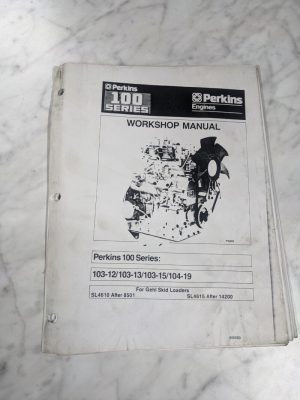 Perkins
100
SERIES
Perkins
Engines
WORKSHOP MANUAL
Perkins 100 Series:
103-12/103-13/103-15/104-19
For Gehl Skid Loaders
SL4610 After 8501 SL4615 After 14200